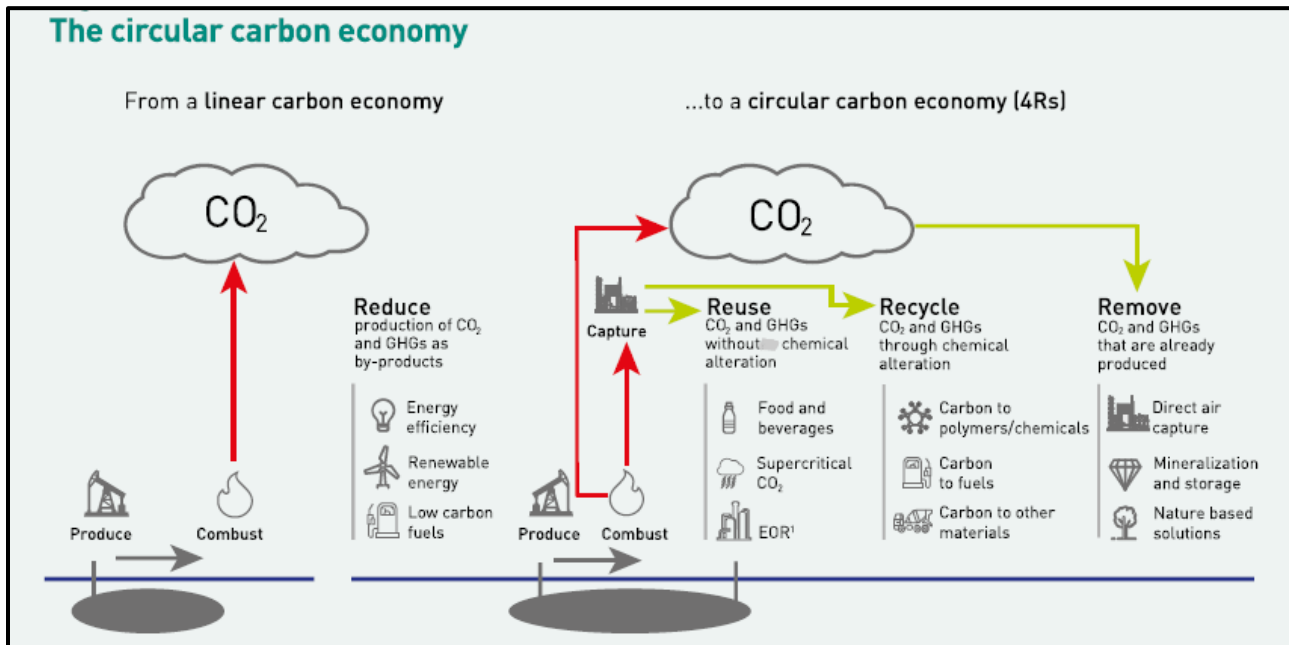 The circular carbon economy
From a linear carbon economy
...to a circular carbon economy (4Rs)
CO₂
CO₂
Reduce
production of CO₂
and GHGs as
by-products
Energy
efficiency
Renewable
energy
Low carbon
fuels
Produce
Combust
Capture
Produce
Combust
Reuse
CO₂ and GHGs
without chemical
alteration
Food and
beverages
Supercritical
CO₂
EOR¹
Recycle
CO₂ and GHGs
through chemical
alteration
Carbon to
polymers/chemicals
Carbon
to fuels
Carbon to other
materials
Remove
CO₂ and GHGs
that are already
produced
Direct air
capture
Mineralization
and storage
Nature based
solutions